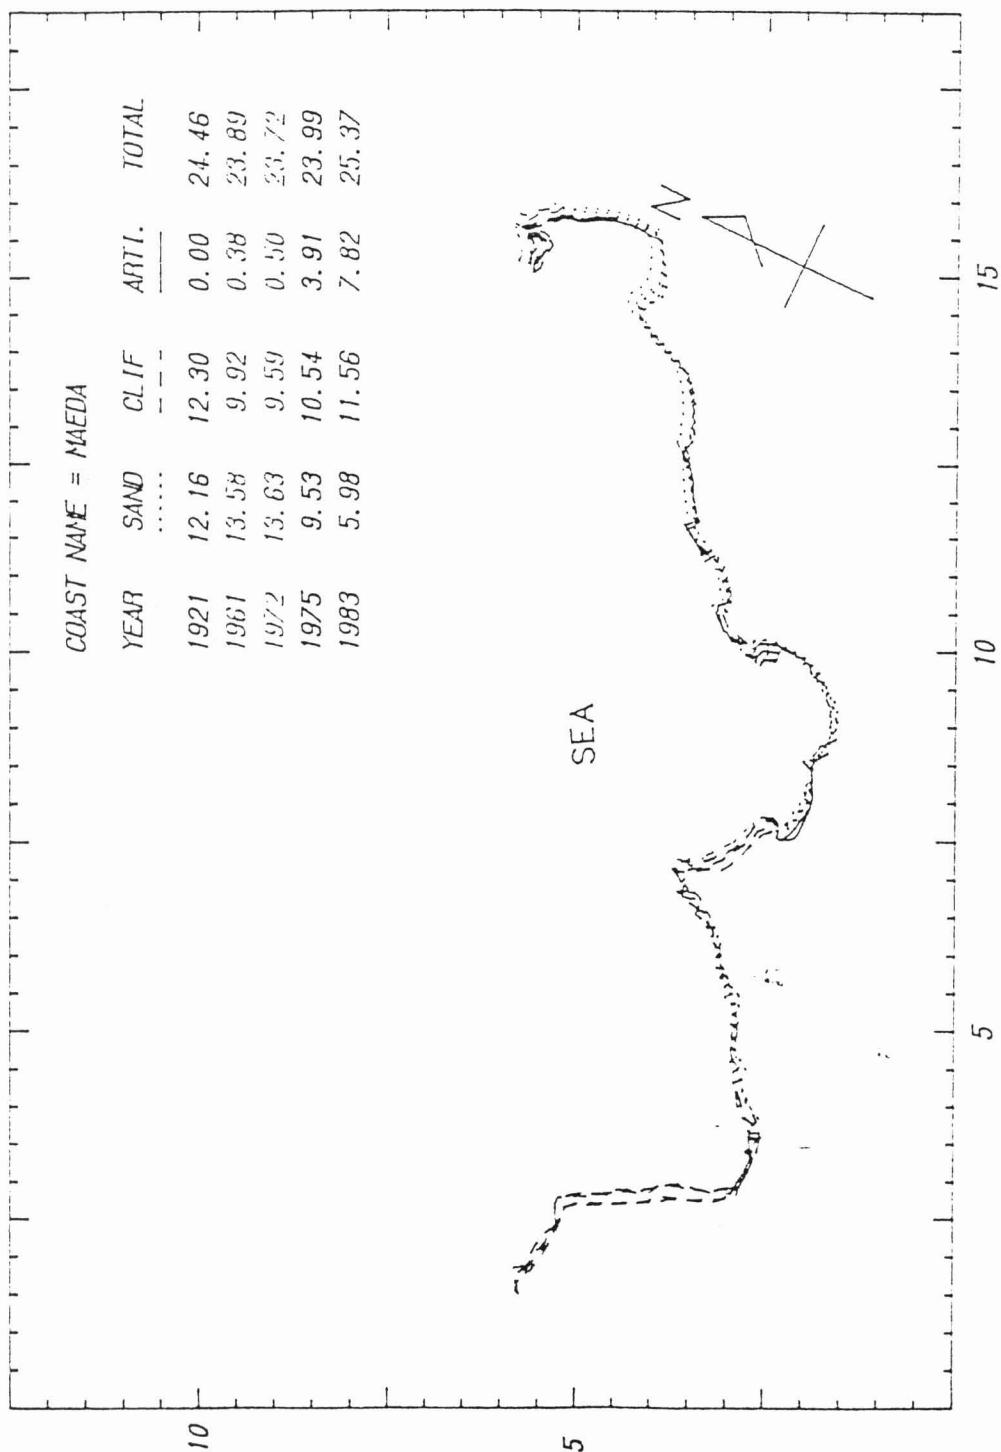 COAST NAME = MAEDA
YEAR SAND CLIF ARTI. TOTAL
1921 12.16 12.30 0.00 24.46
1961 13.58 9.92 0.38 23.89
1972 13.63 9.59 0.50 23.72
1975 9.53 10.54 3.91 23.99
1983 5.98 11.56 7.82 25.37
10
5
SEA
N
5
10
15